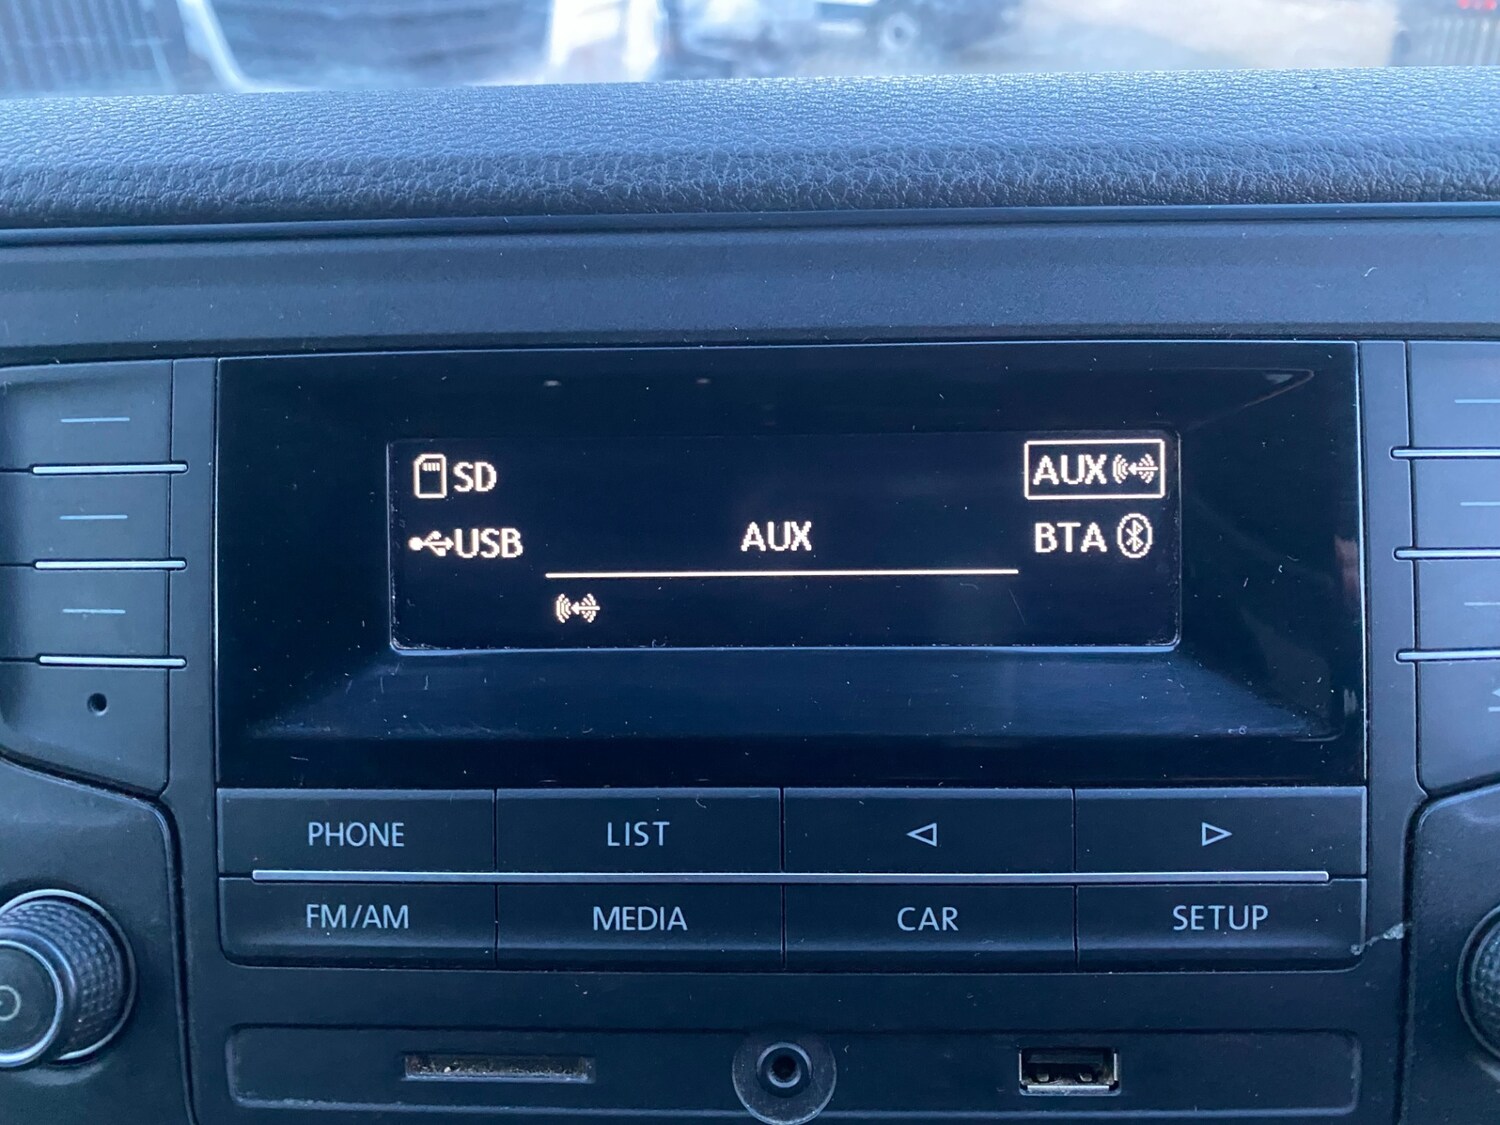 SD
AUX
USB
AUX
BTA
PHONE
LIST
FM/AM
MEDIA
CAR
SETUP